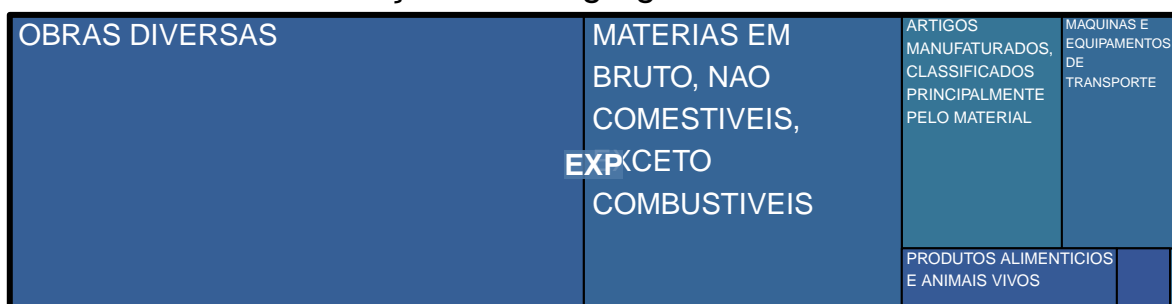 OBRAS DIVERSAS
MATERIAS EM
BRUTO, NAO
COMESTIVEIS,
EXCETO
COMBUSTIVEIS
EXP
ARTIGOS
MANUFATURADOS,
CLASSIFICADOS
PRINCIPALMENTE
PELO MATERIAL
MAQUINAS E
EQUIPAMENTOS
DE
TRANSPORTE
PRODUTOS ALIMENTICIOS
E ANIMAIS VIVOS